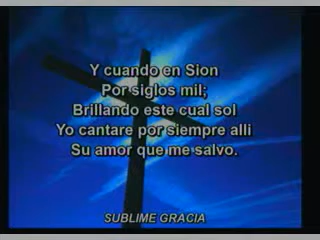 Y cuando en Sion
Por siglos mil;
Brillando este cual sol
Yo cantare por siempre alli
Su amor que me salvo.
SUBLIME GRACIA